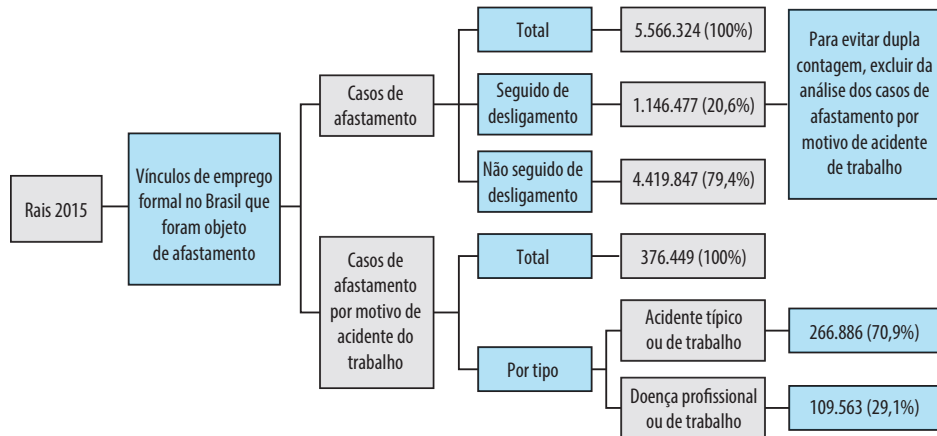 Rais 2015
Vínculos de emprego
formal no Brasil que
foram objeto
de afastamento
Casos de
afastamento
Total
5.566.324 (100%)
Seguido de
desligamento
1.146.477 (20,6%)
Para evitar dupla
contagem, excluir da
análise dos casos de
afastamento por
motivo de acidente
de trabalho
Não seguido de
desligamento
4.419.847 (79,4%)
Casos de
afastamento
por motivo de
acidente do
trabalho
Total
376.449 (100%)
Por tipo
Acidente típico
ou de trabalho
266.886 (70,9%)
Doença profissional
ou de trabalho
109.563 (29,1%)